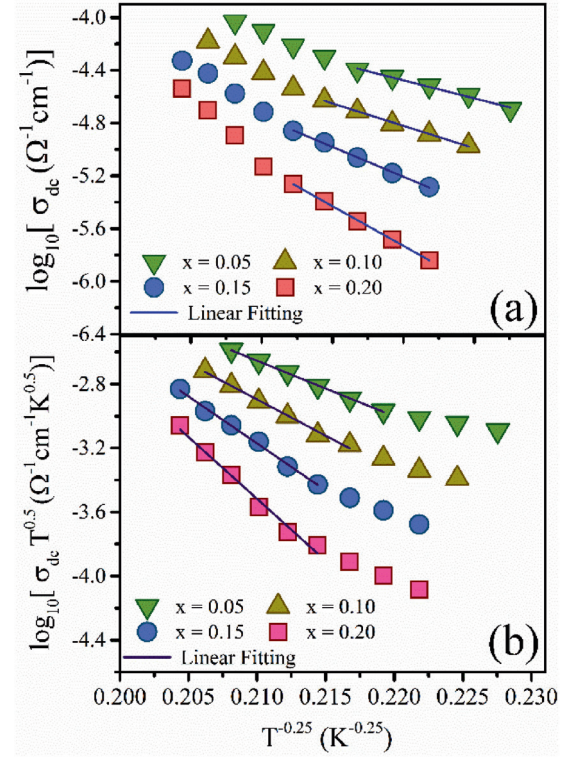 -4.0
-4.4
-4.8
-5.2
-5.6
-6.0
-6.4
log₁₀[ σdc (Ω⁻¹cm⁻¹)]
x = 0.05 x = 0.10
x = 0.15 x = 0.20
Linear Fitting
(a)
-2.8
-3.2
-3.6
-4.0
-4.4
log₁₀[ σdc T⁰·⁵ (Ω⁻¹cm⁻¹K⁰·⁵)]
x = 0.05 x = 0.10
x = 0.15 x = 0.20
Linear Fitting
(b)
0.200 0.205 0.210 0.215 0.220 0.225 0.230
T⁻⁰·²⁵ (K⁻⁰·²⁵)